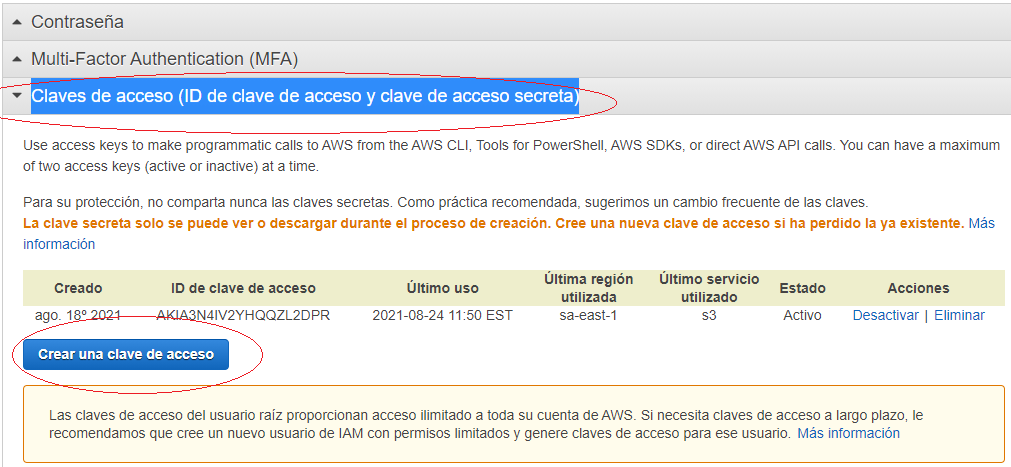 Contraseña
Multi-Factor Authentication (MFA)
Claves de acceso (ID de clave de acceso y clave de acceso secreta)
Use access keys to make programmatic calls to AWS from the AWS CLI, Tools for PowerShell, AWS SDKs, or direct AWS API calls. You can have a maximum
of two access keys (active or inactive) at a time.
Para su protección, no comparta nunca las claves secretas. Como práctica recomendada, sugerimos un cambio frecuente de las claves.
La clave secreta solo se puede ver o descargar durante el proceso de creación. Cree una nueva clave de acceso si ha perdido la ya existente. Más
información
Creado ID de clave de acceso Último uso Última región utilizada Último servicio utilizado Estado Acciones
ago. 18º 2021 AKIA3N4IV2YHQQZL2DPR 2021-08-24 11:50 EST sa-east-1 s3 Activo Desactivar | Eliminar
Crear una clave de acceso
Las claves de acceso del usuario raíz proporcionan acceso ilimitado a toda su cuenta de AWS. Si necesita claves de acceso a largo plazo, le
recomendamos que cree un nuevo usuario de IAM con permisos limitados y genere claves de acceso para ese usuario. Más información